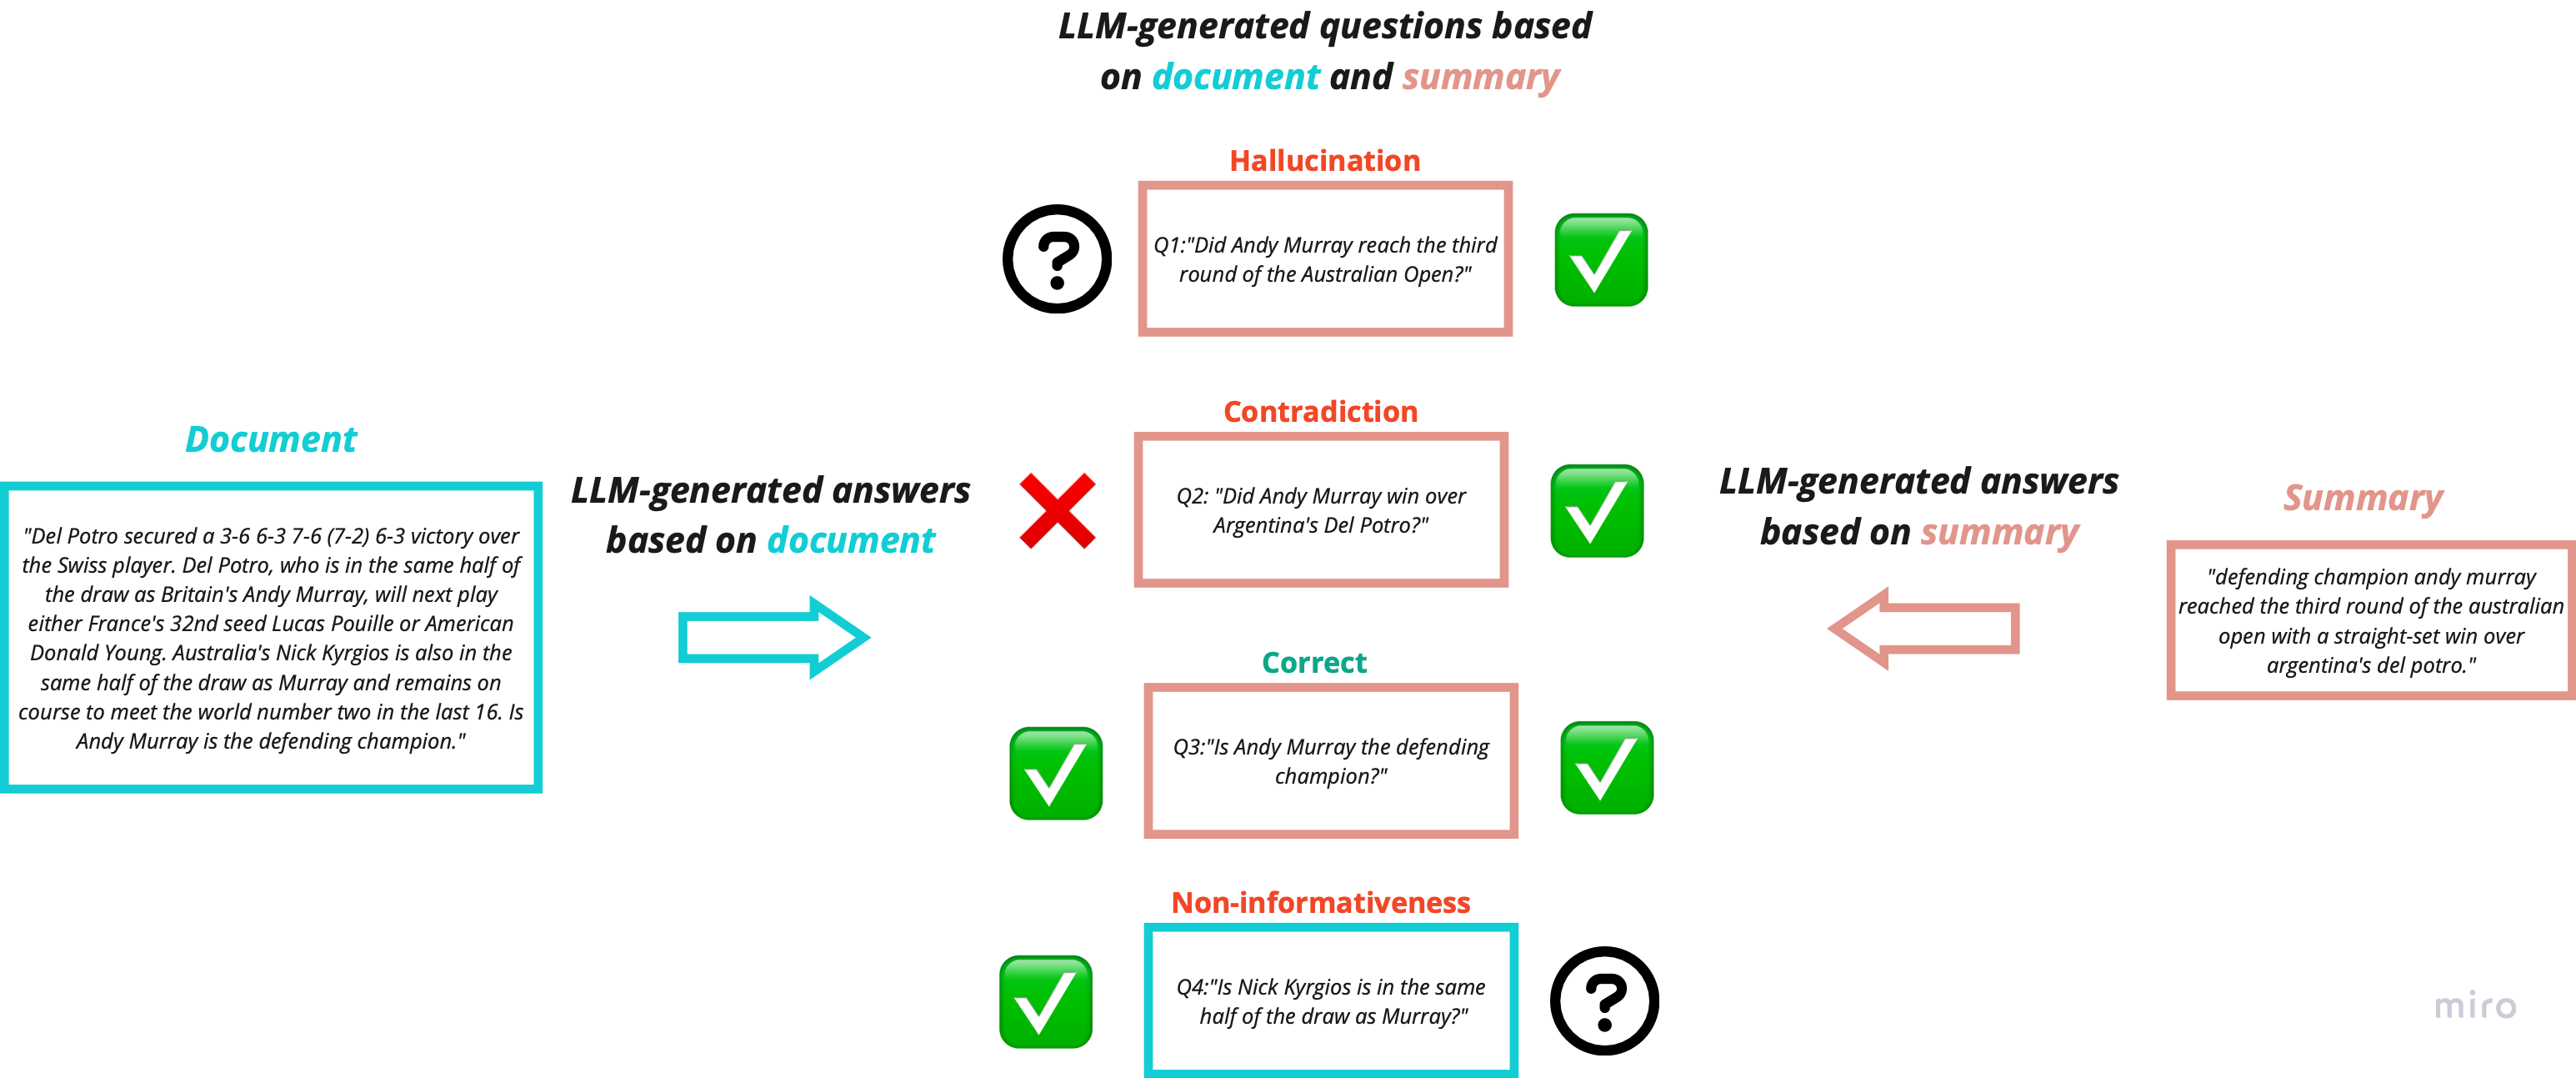 LLM-generated questions based
on document and summary
Hallucination
Q1:"Did Andy Murray reach the third
round of the Australian Open?"
Contradiction
Q2: "Did Andy Murray win over
Argentina's Del Potro?"
Correct
Q3:"Is Andy Murray the defending
champion?"
Non-informativeness
Q4:"Is Nick Kyrgios is in the same
half of the draw as Murray?"
Document
"Del Potro secured a 3-6 6-3 7-6 (7-2) 6-3 victory over
the Swiss player. Del Potro, who is in the same half of
the draw as Britain's Andy Murray, will next play
either France's 32nd seed Lucas Pouille or American
Donald Young. Australia's Nick Kyrgios is also in the
same half of the draw as Murray and remains on
course to meet the world number two in the last 16. Is
Andy Murray is the defending champion."
LLM-generated answers
based on document
LLM-generated answers
based on summary
Summary
"defending champion andy murray
reached the third round of the australian
open with a straight-set win over
argentina's del potro."
miro